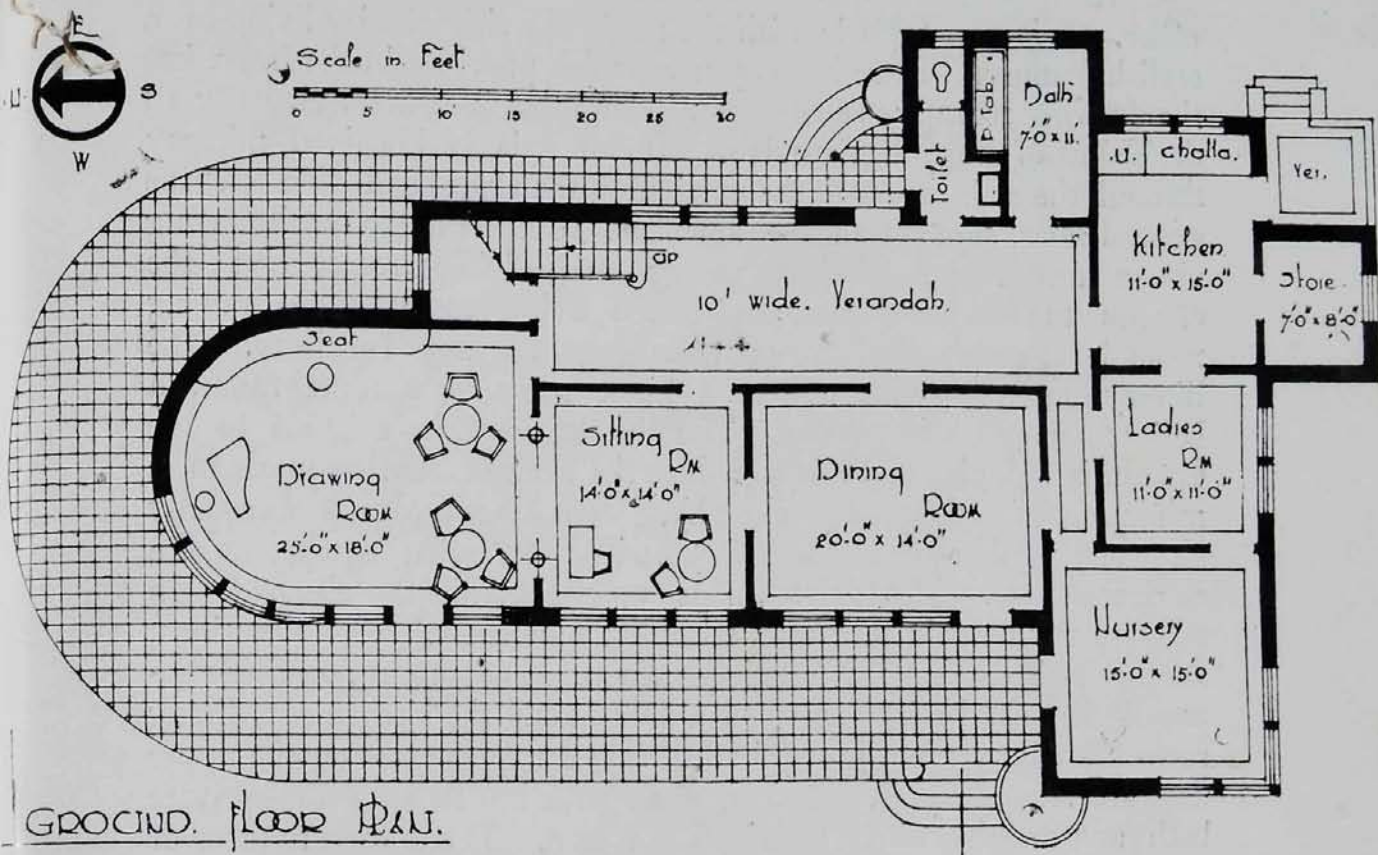 E
N
S
W
Scale in Feet.
0 5 10 15 20 25 30
Toilet
B. Tub.
Bath
7'-0" x 11'
N. cholla.
Ver.
Kitchen
11'-0" x 15'-0"
Store.
7'-0" x 8'-0"
UP
10' wide. Verandah.
Seat
Drawing
Room
25'-0" x 18'-0"
Sitting
Rm
14'-0" x 14'-0"
Dining
Room
20'-0" x 14'-0"
Ladies
Rm
11'-0" x 11'-0"
Nursery
15'-0" x 15'-0"
GROUND. FLOOR PLAN.